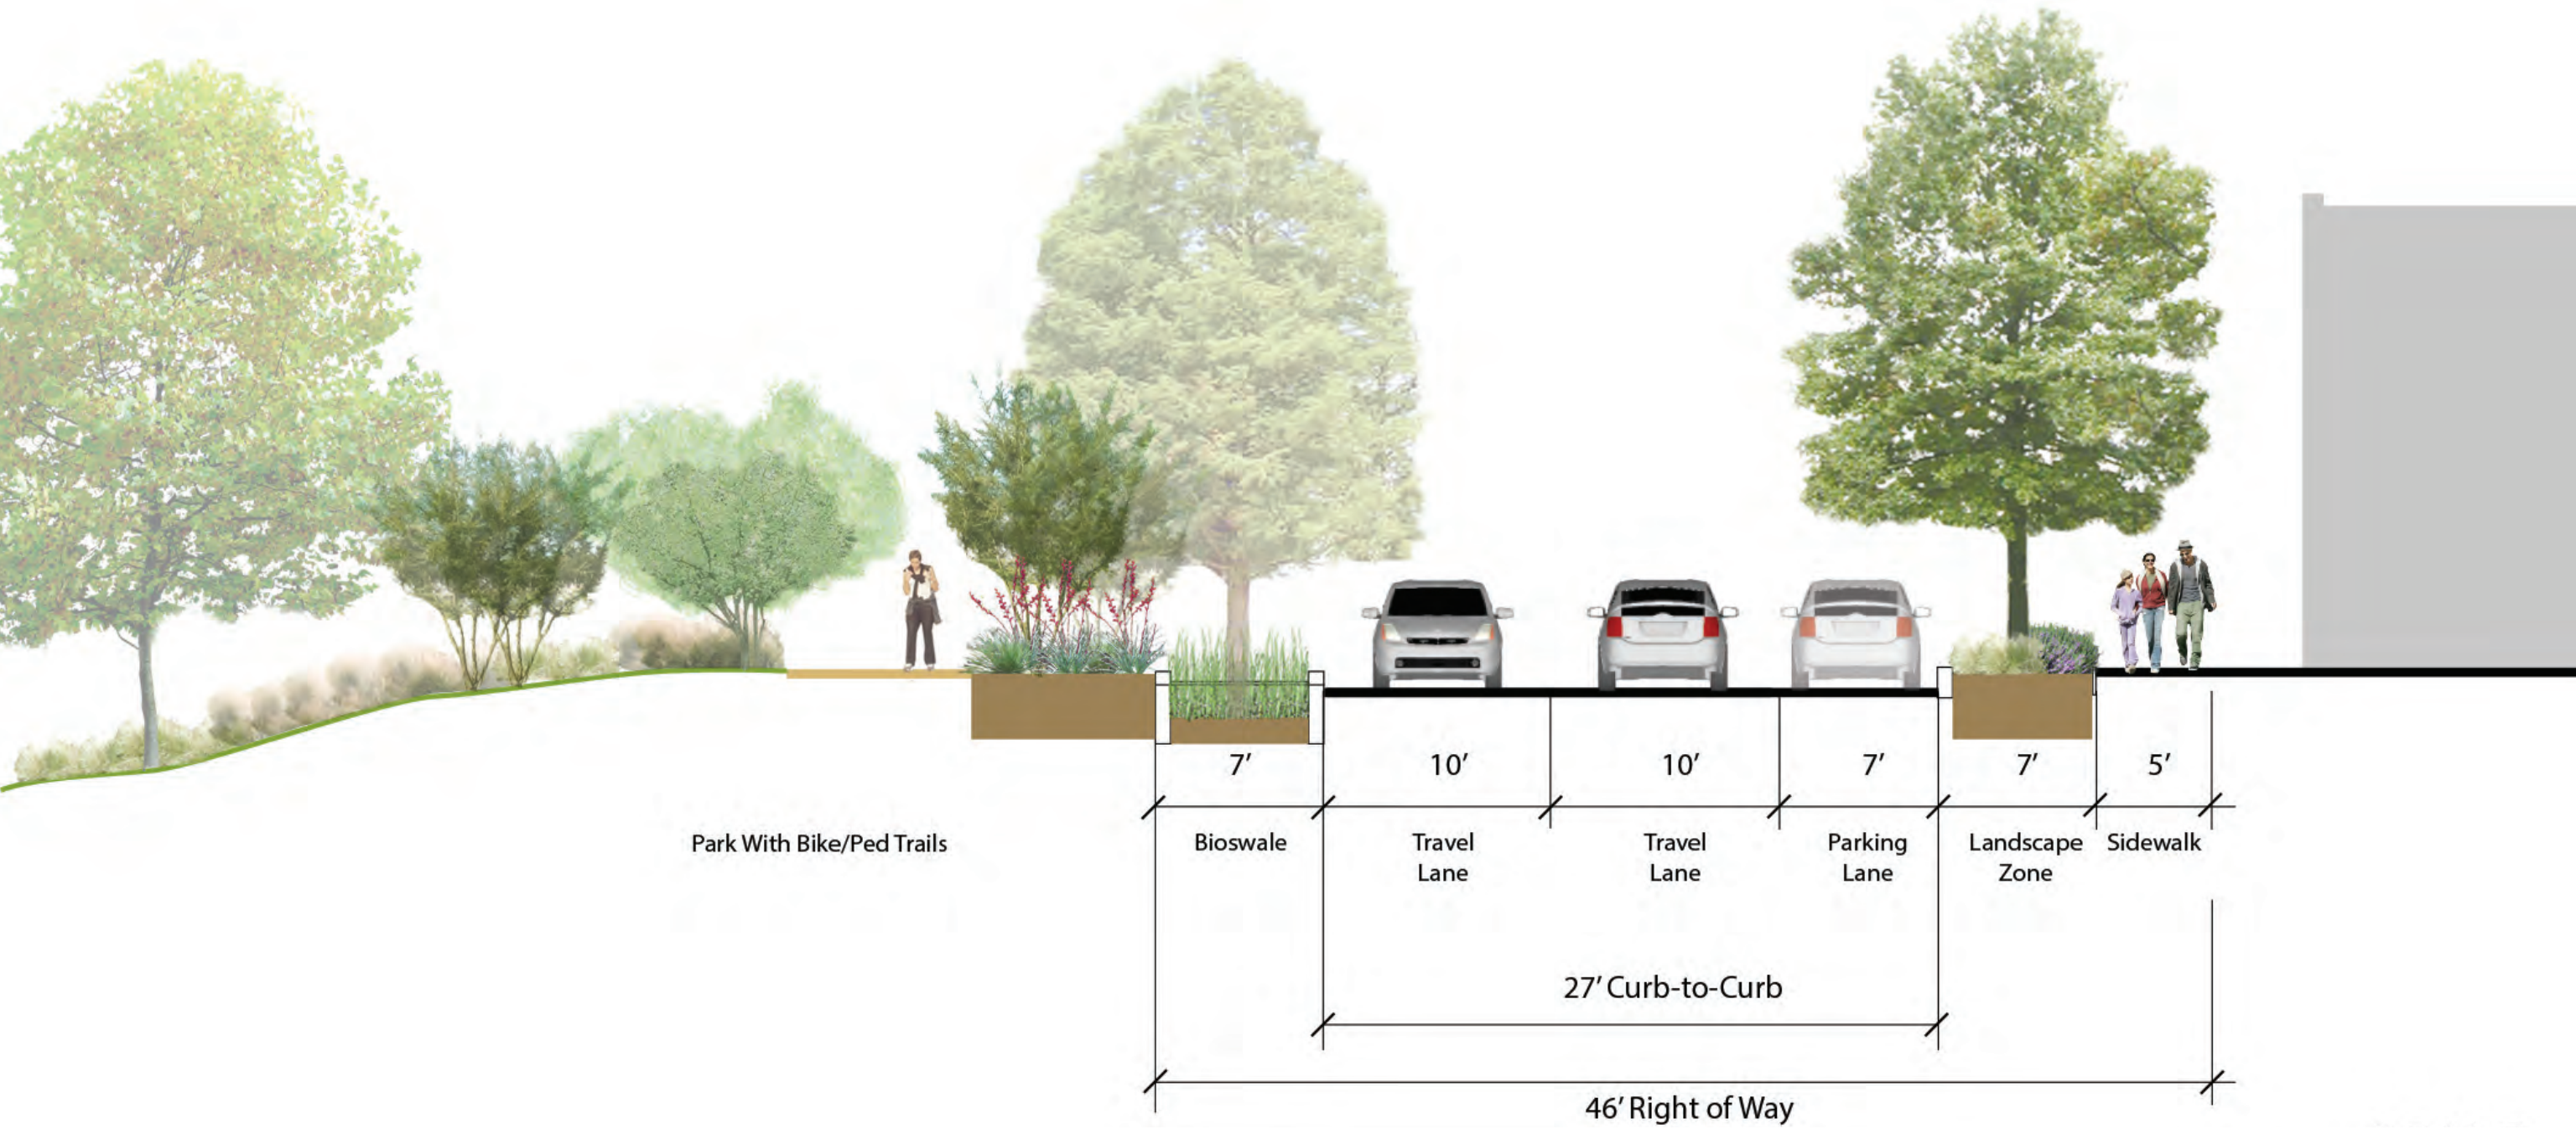 7’
10’
10’
7’
7’
5’
Park With Bike/Ped Trails
Bioswale
Travel
Lane
Travel
Lane
Parking
Lane
Landscape
Zone
Sidewalk
27’ Curb-to-Curb
46’ Right of Way